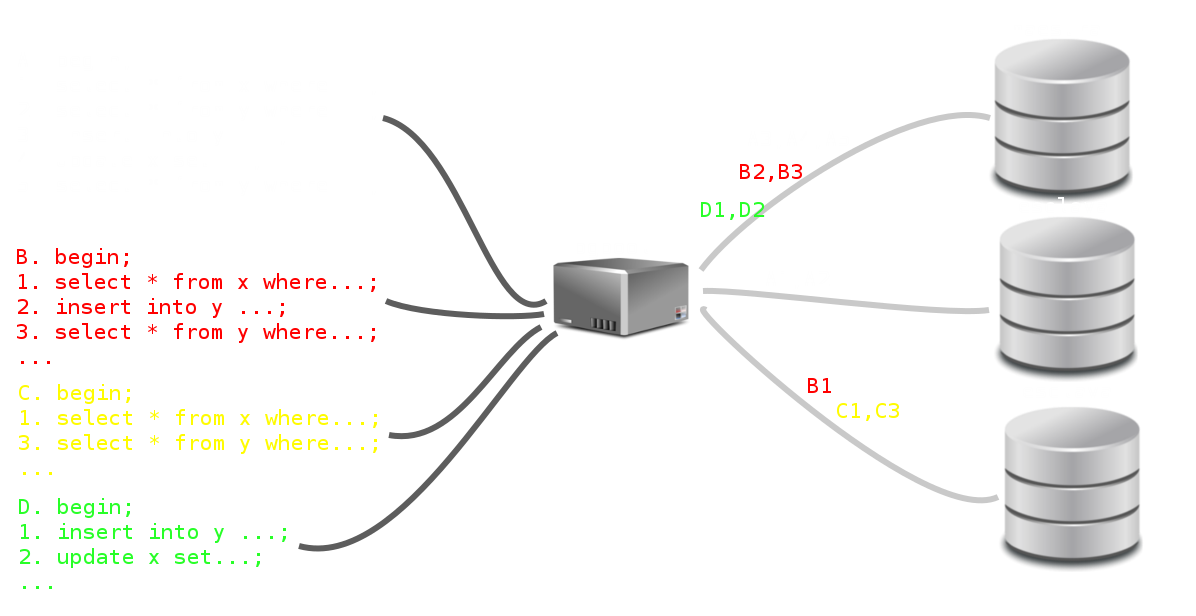 B. begin;
1. select * from x where...;
2. insert into y ...;
3. select * from y where...;
...
C. begin;
1. select * from x where...;
3. select * from y where...;
...
D. begin;
1. insert into y ...;
2. update x set...;
...
B2,B3
D1,D2
B1
C1,C3